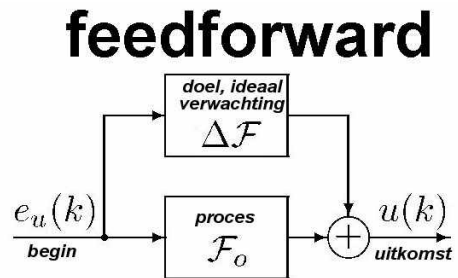 feedforward
doel, ideaal
verwachting
Δℱ
e_u(k)
begin
proces
ℱ_o
+
u(k)
uitkomst